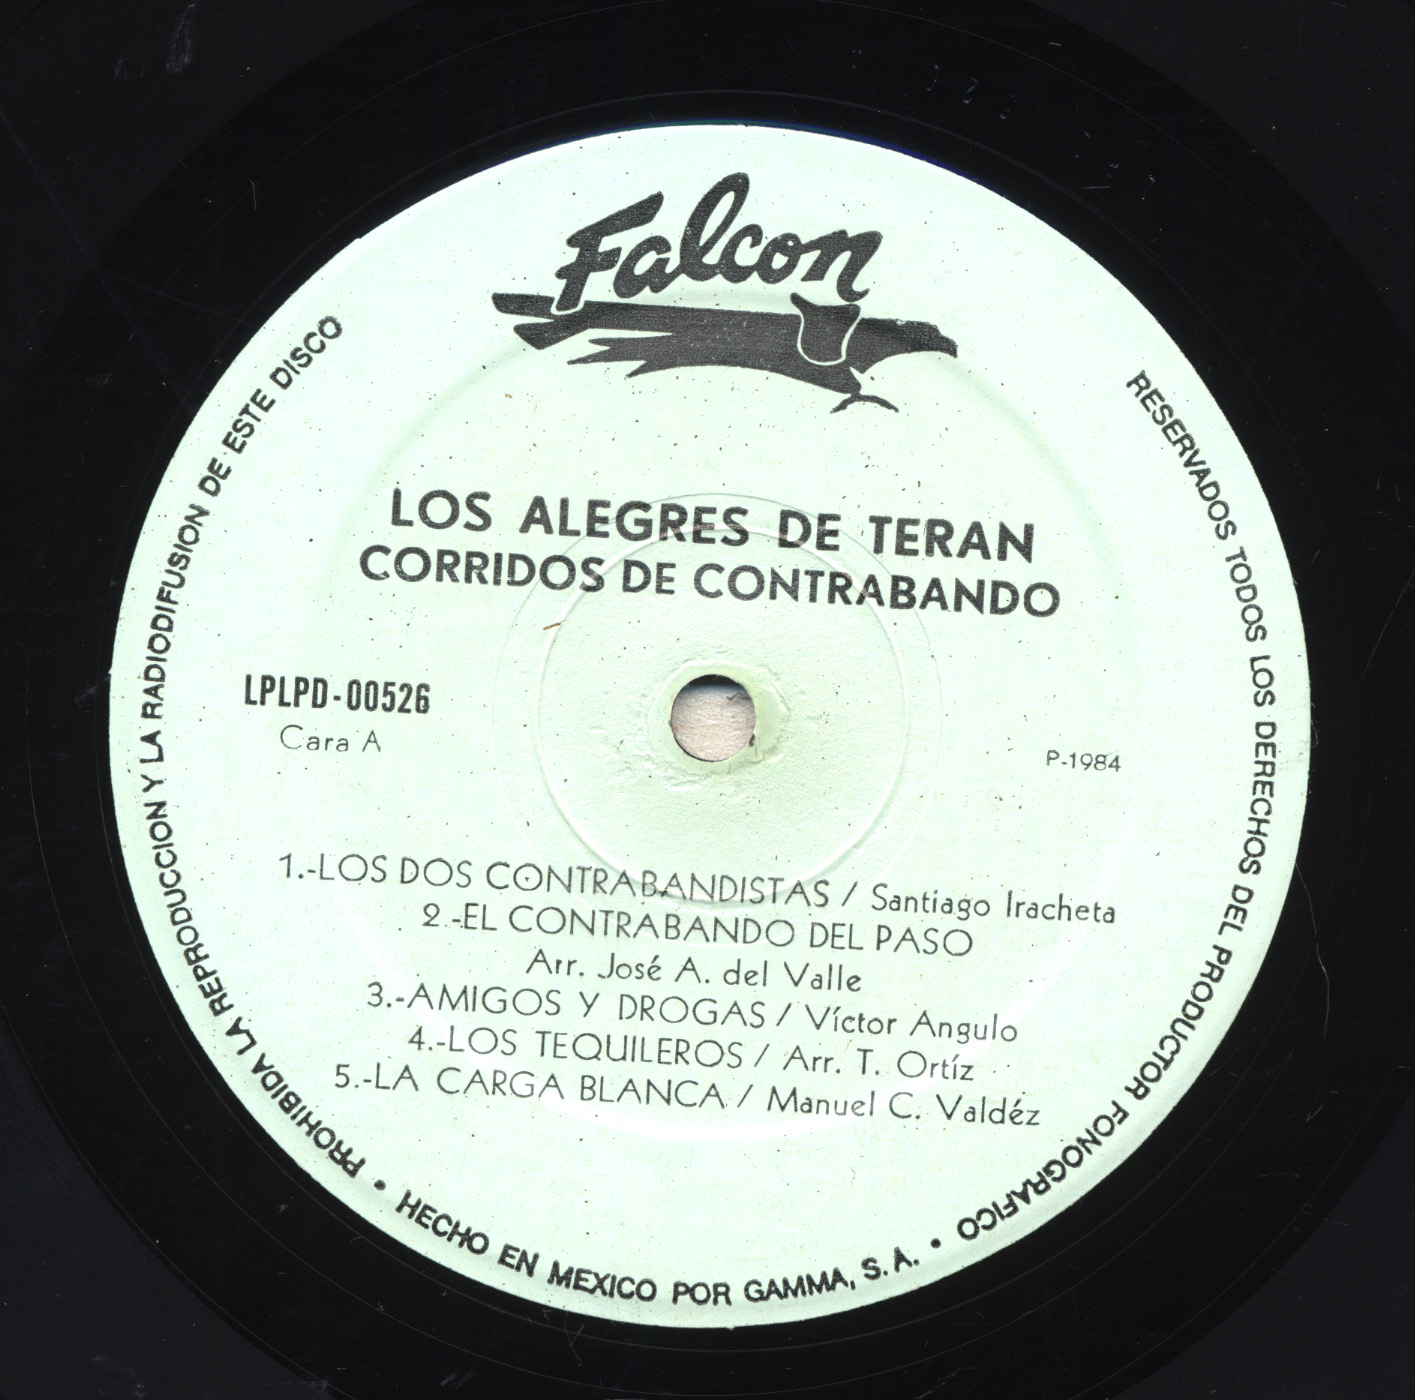 Falcon
LOS ALEGRES DE TERAN
CORRIDOS DE CONTRABANDO
LPLPD-00526
Cara A
P-1984
1.-LOS DOS CONTRABANDISTAS / Santiago Iracheta
2.-EL CONTRABANDO DEL PASO
Arr. José A. del Valle
3.-AMIGOS Y DROGAS / Víctor Angulo
4.-LOS TEQUILEROS / Arr. T. Ortíz
5.-LA CARGA BLANCA / Manuel C. Valdéz
RESERVADOS TODOS LOS DERECHOS DEL PRODUCTOR FONOGRAFICO • HECHO EN MEXICO POR GAMMA, S.A. • PROHIBIDA LA REPRODUCCION Y LA RADIODIFUSION DE ESTE DISCO